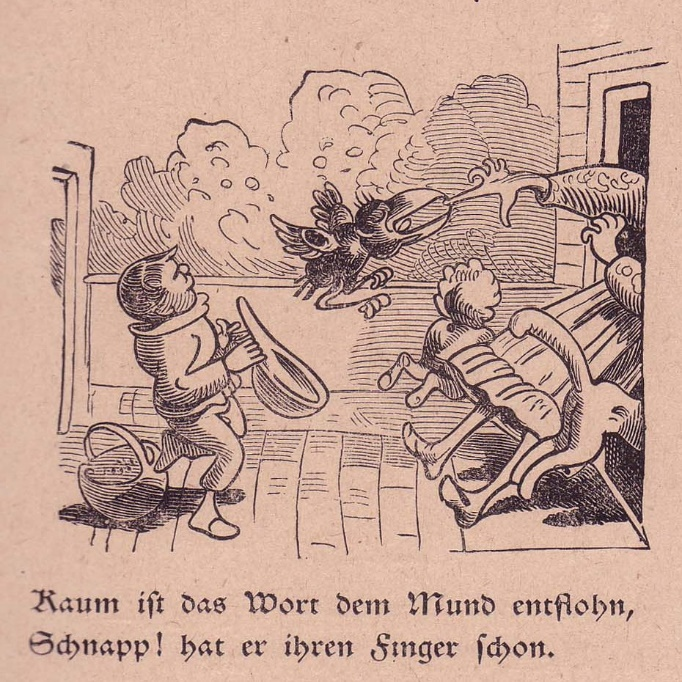 Kaum ist das Wort dem Mund entflohn,
Schnapp! hat er ihren Finger schon.